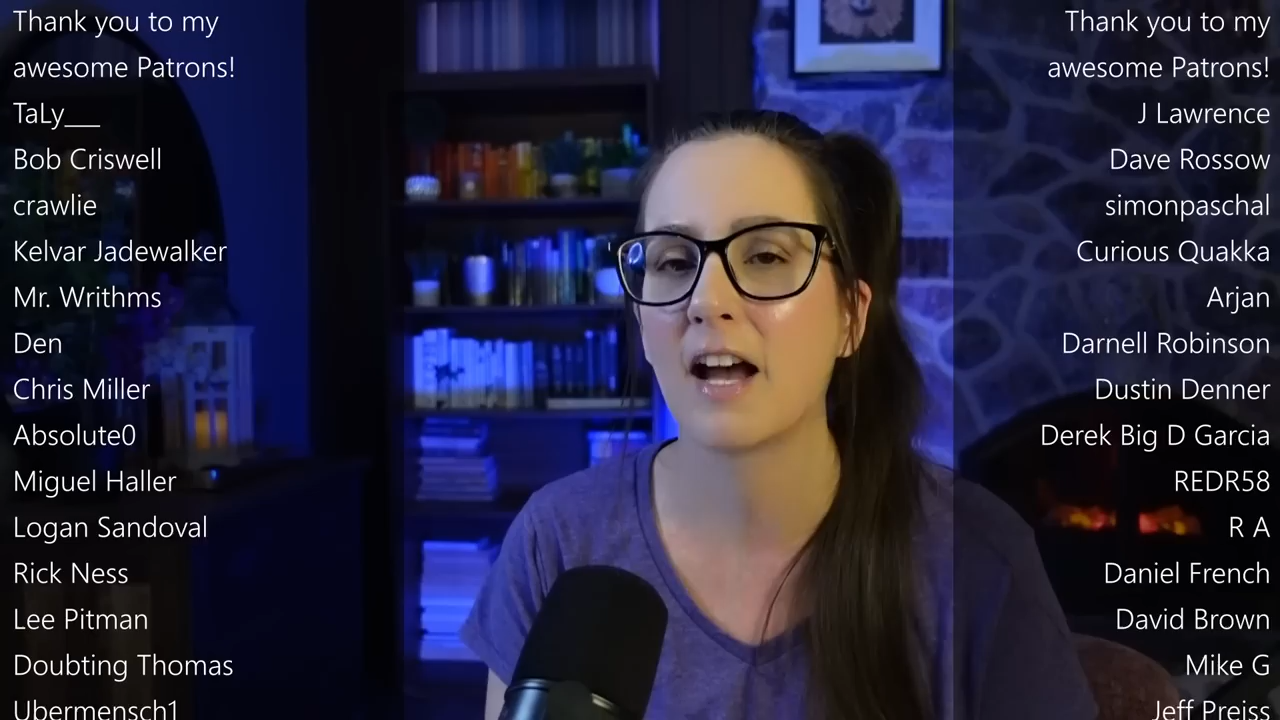 Thank you to my
awesome Patrons!
TaLy___
Bob Criswell
crawlie
Kelvar Jadewalker
Mr. Writhms
Den
Chris Miller
Absolute0
Miguel Haller
Logan Sandoval
Rick Ness
Lee Pitman
Doubting Thomas
Ubermensch1
Thank you to my
awesome Patrons!
J Lawrence
Dave Rossow
simonpaschal
Curious Quakka
Arjan
Darnell Robinson
Dustin Denner
Derek Big D Garcia
REDR58
R A
Daniel French
David Brown
Mike G
Jeff Preiss